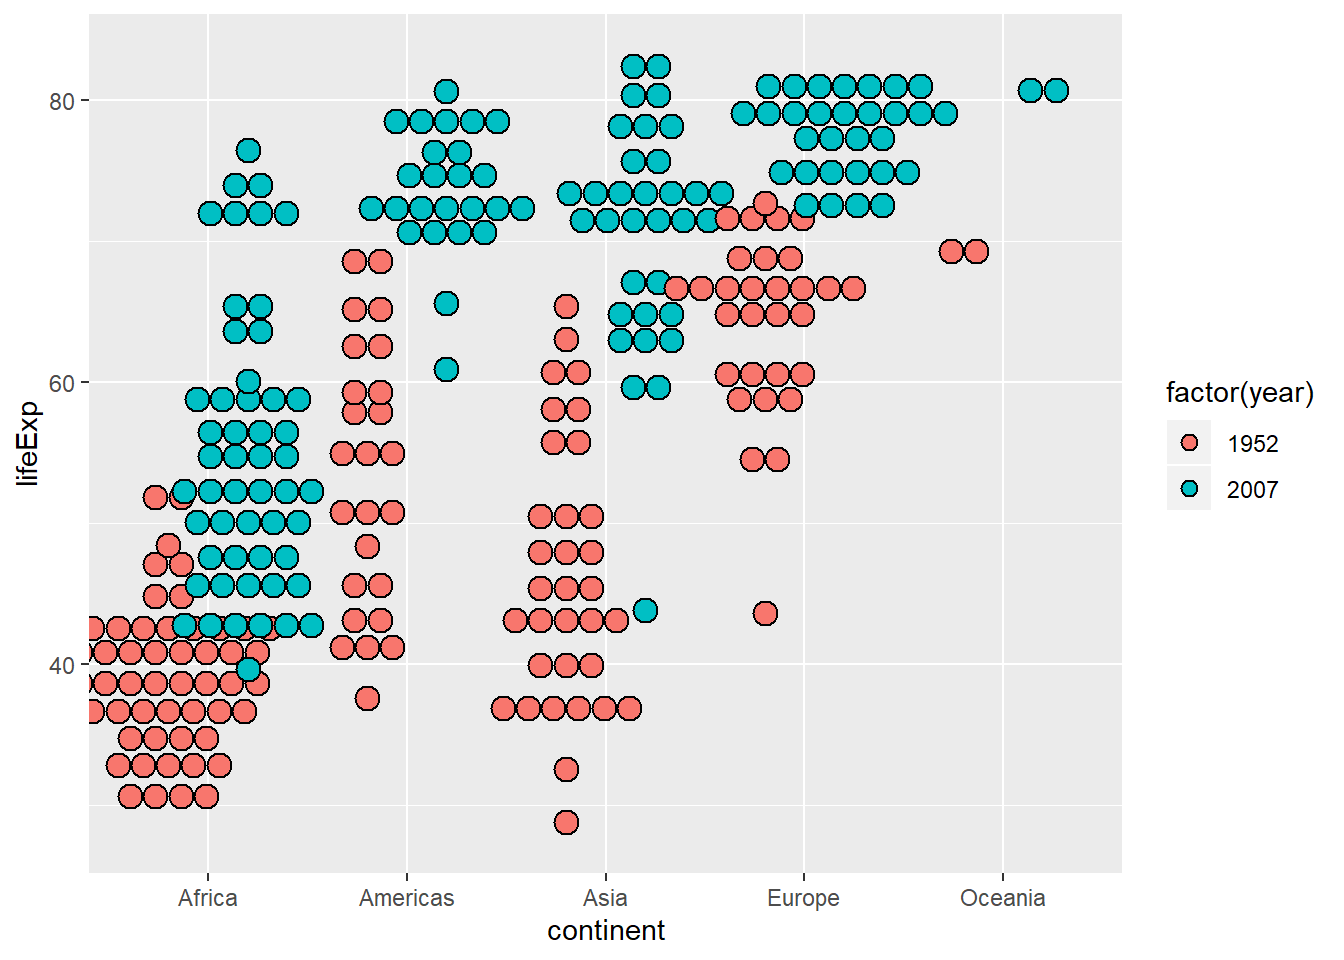 80
60
40
lifeExp
Africa
Americas
Asia
Europe
Oceania
continent
factor(year)
1952
2007